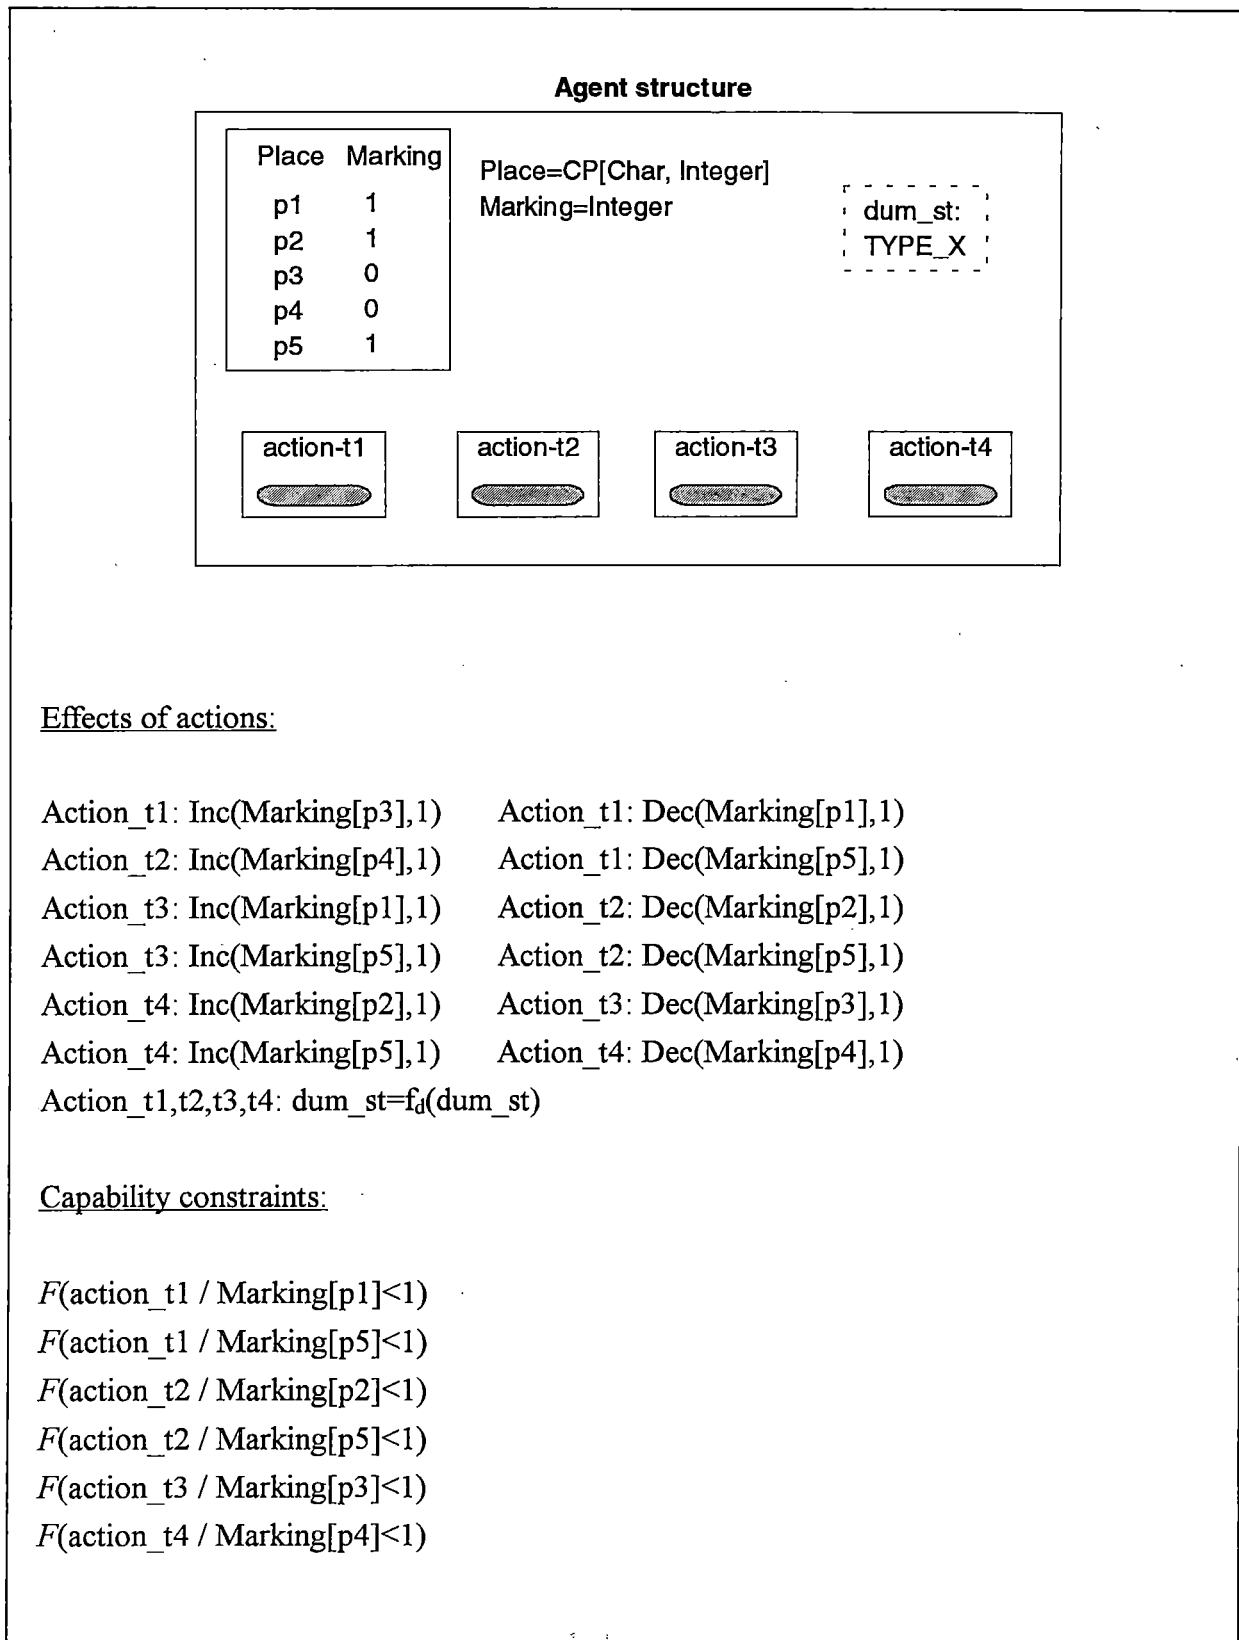 Agent structure
Place Marking
p1 1
p2 1
p3 0
p4 0
p5 1
Place=CP[Char, Integer]
Marking=Integer
dum_st:
TYPE_X
action-t1
action-t2
action-t3
action-t4
Effects of actions:
Action_t1: Inc(Marking[p3],1) Action_t1: Dec(Marking[p1],1)
Action_t2: Inc(Marking[p4],1) Action_t1: Dec(Marking[p5],1)
Action_t3: Inc(Marking[p1],1) Action_t2: Dec(Marking[p2],1)
Action_t3: Inc(Marking[p5],1) Action_t2: Dec(Marking[p5],1)
Action_t4: Inc(Marking[p2],1) Action_t3: Dec(Marking[p3],1)
Action_t4: Inc(Marking[p5],1) Action_t4: Dec(Marking[p4],1)
Action_t1,t2,t3,t4: dum_st=fd(dum_st)
Capability constraints:
F(action_t1 / Marking[p1]<1)
F(action_t1 / Marking[p5]<1)
F(action_t2 / Marking[p2]<1)
F(action_t2 / Marking[p5]<1)
F(action_t3 / Marking[p3]<1)
F(action_t4 / Marking[p4]<1)